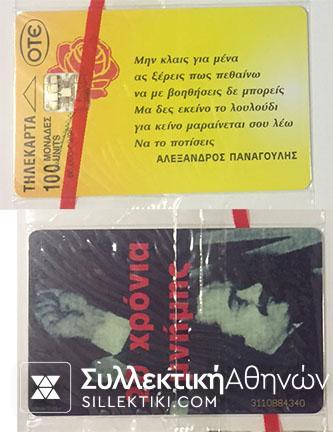 ΟΤΕ
ΤΗΛΕΚΑΡΤΑ
100 ΜΟΝΑΔΕΣ
UNITS
Μην κλαις για μένα
ας ξέρεις πως πεθαίνω
να με βοηθήσεις δε μπορείς
Μα δες εκείνο το λουλούδι
για κείνο μαραίνεται σου λέω
Να το ποτίσεις
ΑΛΕΞΑΝΔΡΟΣ ΠΑΝΑΓΟΥΛΗΣ
20 χρόνια
μνήμης
3110884340
ΣυλλεκτικήΑθηνών
SILLEKTIKI.COM